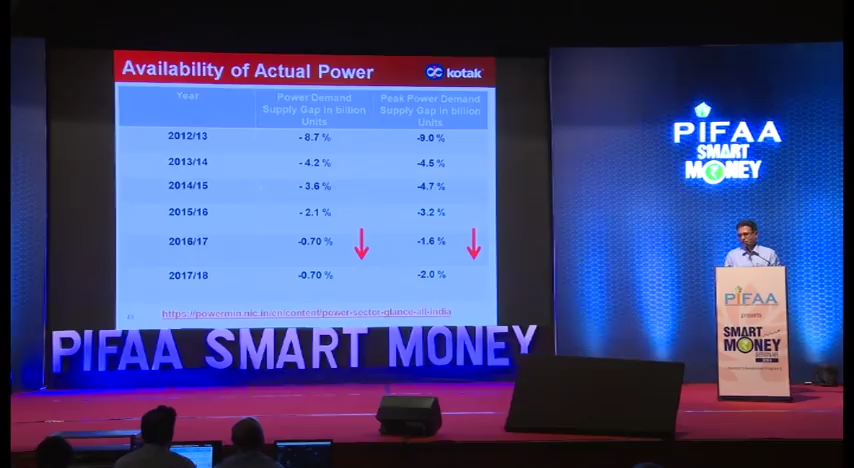 Availability of Actual Power
kotak
Year
Power Demand
Supply Gap in billion
Units
Peak Power Demand
Supply Gap in billion
Units
2012/13 - 8.7 % -9.0 %
2013/14 - 4.2 % -4.5 %
2014/15 - 3.6 % -4.7 %
2015/16 - 2.1 % -3.2 %
2016/17 -0.70 % -1.6 %
2017/18 -0.70 % -2.0 %
https://powermin.nic.in/en/content/power-sector-glance-all-india
PIFAA SMART MONEY
PIFAA
SMART
MONEY
PIFAA
presents
SMART
MONEY